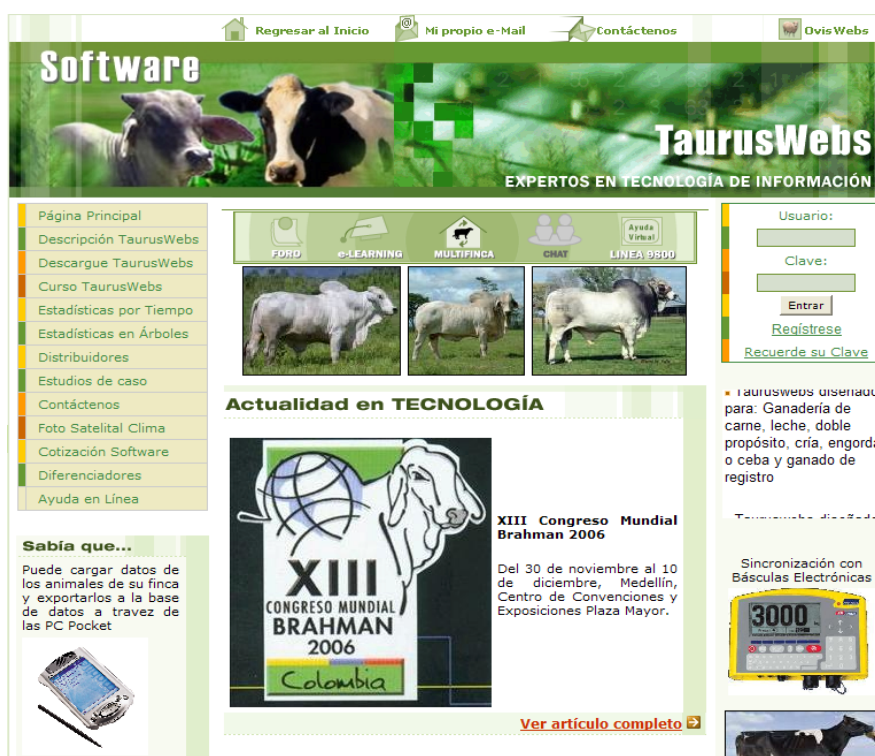 Regresar al Inicio
Mi propio e-Mail
Contáctenos
OvisWebs
Software
TaurusWebs
EXPERTOS EN TECNOLOGÍA DE INFORMACIÓN
Página Principal
Descripción TaurusWebs
Descargue TaurusWebs
Curso TaurusWebs
Estadísticas por Tiempo
Estadísticas en Árboles
Distribuidores
Estudios de caso
Contáctenos
Foto Satelital Clima
Cotización Software
Diferenciadores
Ayuda en Línea
Sabía que...
Puede cargar datos de
los animales de su finca
y exportarlos a la base
de datos a travez de
las PC Pocket
FORO
e-LEARNING
MULTIFINCA
CHAT
Ayuda
Virtual
LINEA 9800
Actualidad en TECNOLOGÍA
XIII
CONGRESO MUNDIAL
BRAHMAN
2006
Colombia
XIII Congreso Mundial
Brahman 2006
Del 30 de noviembre al 10
de diciembre, Medellín,
Centro de Convenciones y
Exposiciones Plaza Mayor.
Ver artículo completo
Usuario:
Clave:
Entrar
Regístrese
Recuerde su Clave
Tauruswebs diseñado
para: Ganadería de
carne, leche, doble
propósito, cría, engorda
o ceba y ganado de
registro
Tauruswebs diseñado
Sincronización con
Básculas Electrónicas
3000